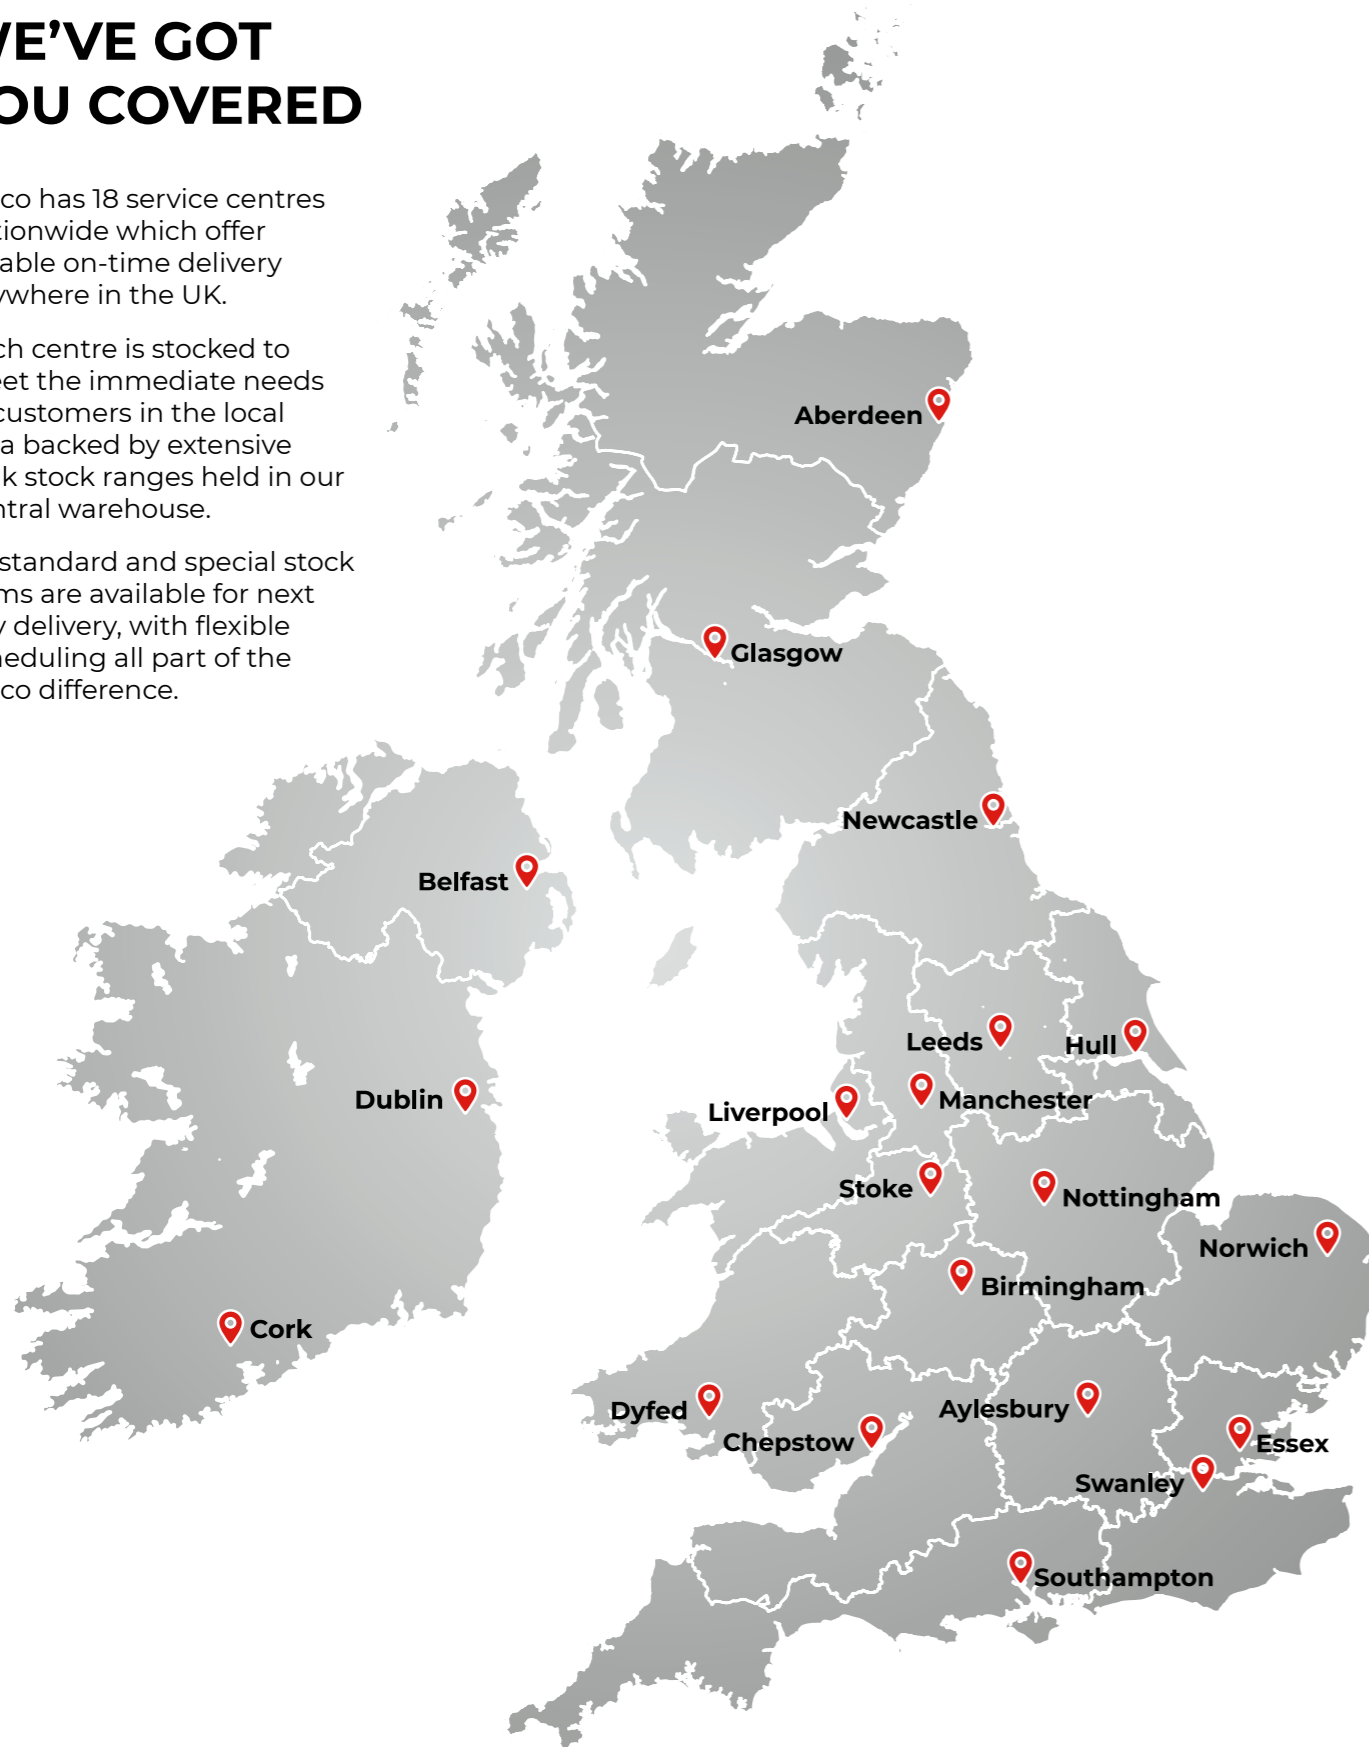 WE'VE GOT
OU COVERED
co has 18 service centres
tionwide which offer
able on-time delivery
ywhere in the UK.
ch centre is stocked to
eet the immediate needs
customers in the local
a backed by extensive
k stock ranges held in our
ntral warehouse.
standard and special stock
ms are available for next
y delivery, with flexible
heduling all part of the
co difference.
Aberdeen
Glasgow
Newcastle
Belfast
Leeds
Hull
Dublin
Manchester
Liverpool
Stoke
Nottingham
Norwich
Birmingham
Cork
Dyfed
Aylesbury
Chepstow
Essex
Swanley
Southampton